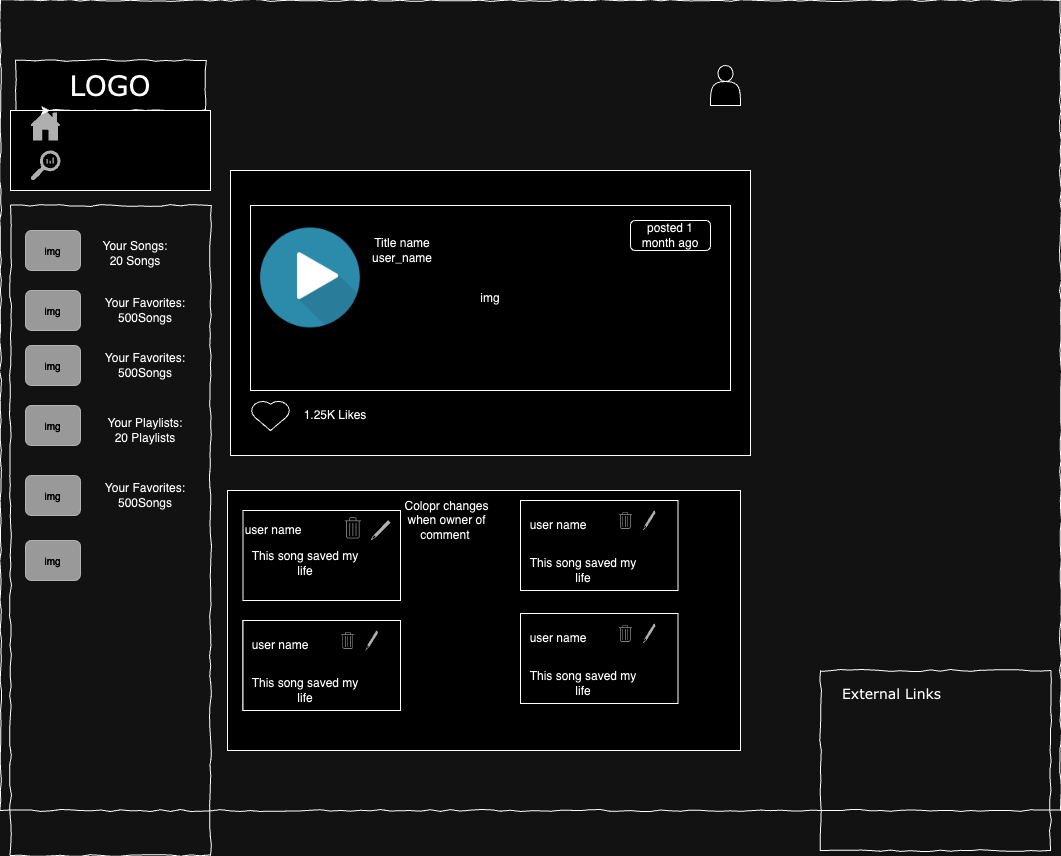 LOGO
img
Your Songs:
20 Songs
img
Your Favorites:
500Songs
img
Your Favorites:
500Songs
img
Your Playlists:
20 Playlists
img
Your Favorites:
500Songs
img
Title name
user_name
posted 1
month ago
img
1.25K Likes
user name
This song saved my
life
Colopr changes
when owner of
comment
user name
This song saved my
life
user name
This song saved my
life
user name
This song saved my
life
External Links